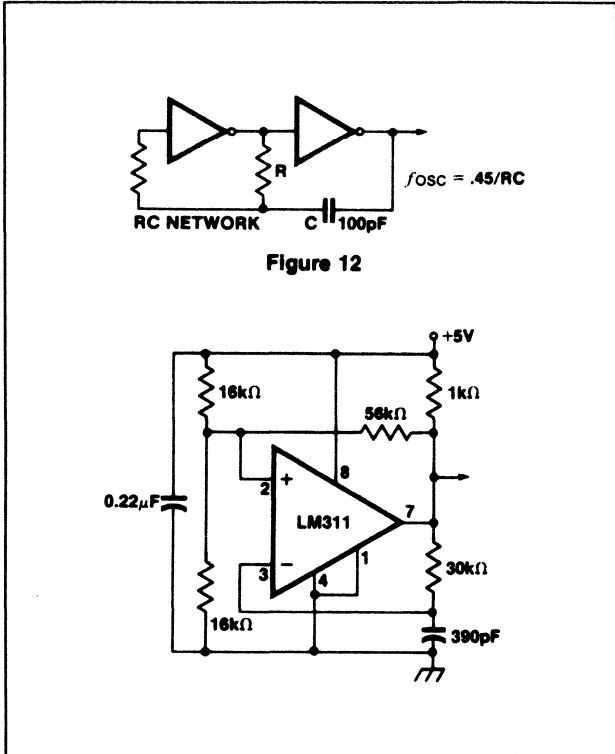 R
fOSC = .45/RC
RC NETWORK
C
100pF
Figure 12
+5V
16kΩ
1kΩ
56kΩ
8
2
+
0.22μF
LM311
7
3
−
4
1
30kΩ
16kΩ
390pF